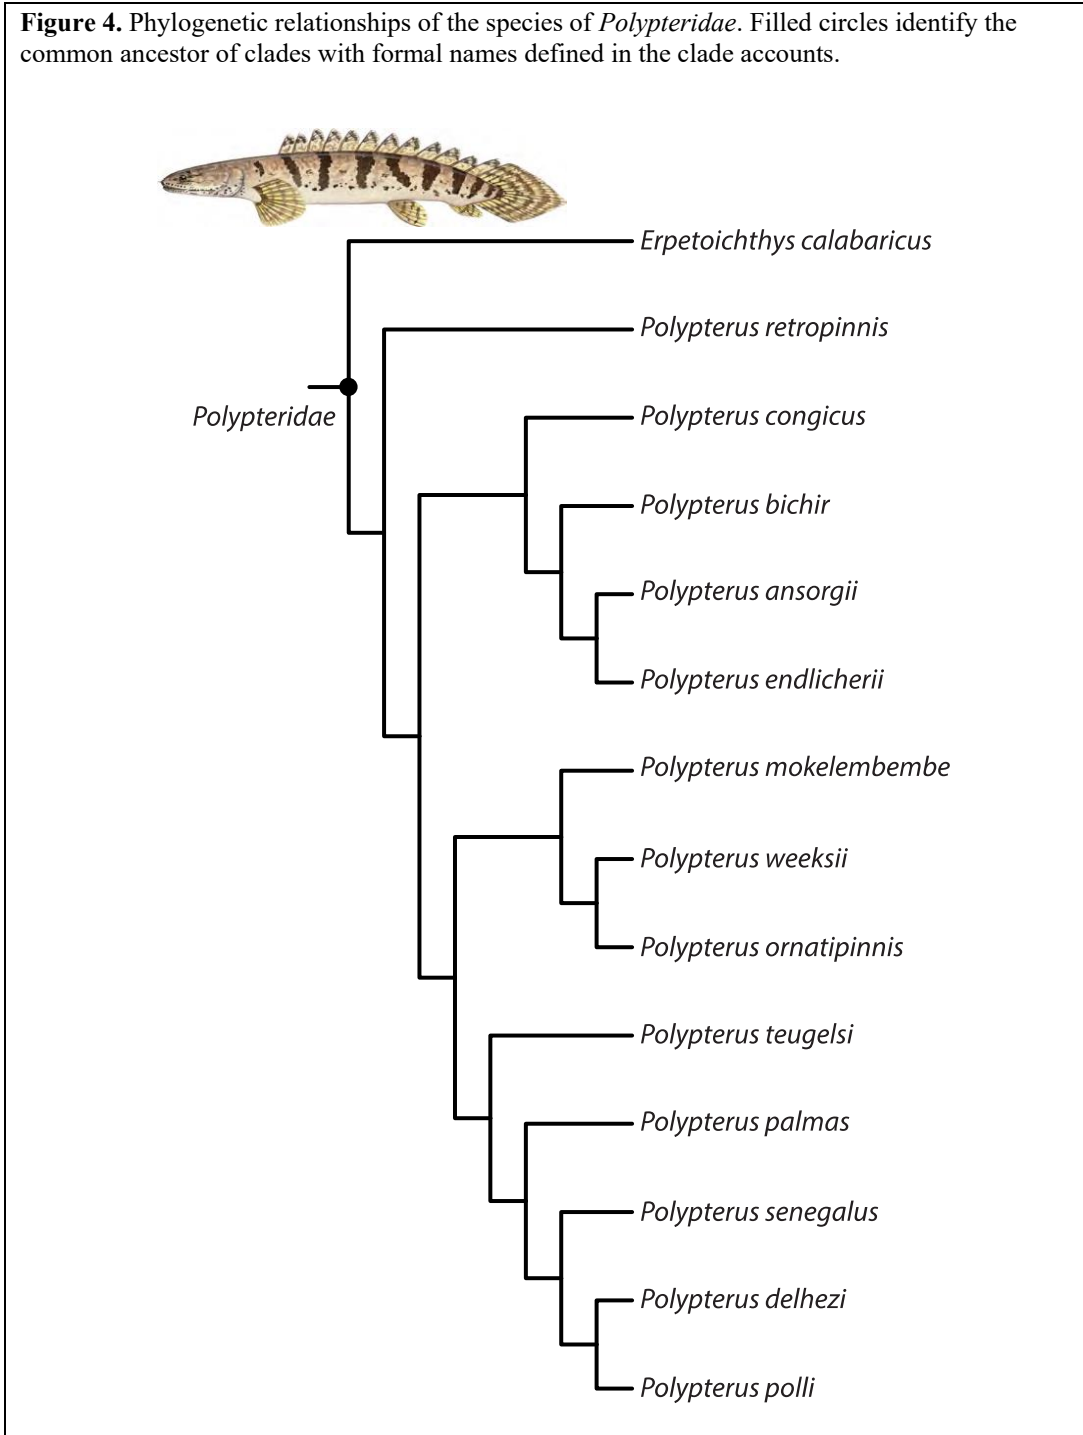 Figure 4. Phylogenetic relationships of the species of Polypteridae. Filled circles identify the
common ancestor of clades with formal names defined in the clade accounts.
Erpetoichthys calabaricus
Polypterus retropinnis
Polypteridae
Polypterus congicus
Polypterus bichir
Polypterus ansorgii
Polypterus endlicherii
Polypterus mokelembembe
Polypterus weeksii
Polypterus ornatipinnis
Polypterus teugelsi
Polypterus palmas
Polypterus senegalus
Polypterus delhezi
Polypterus polli